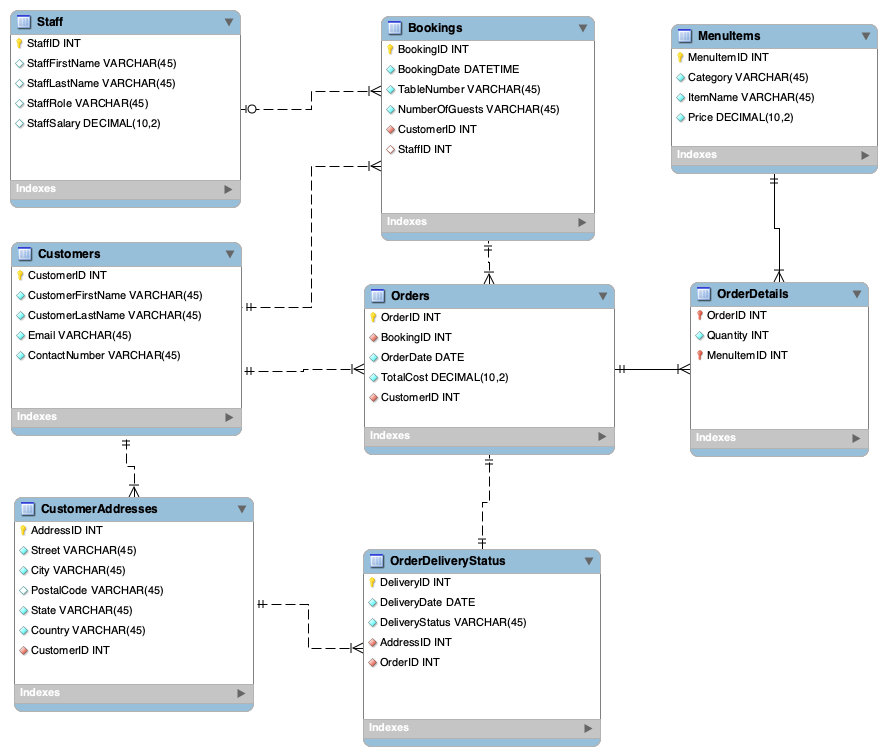 Staff
StaffID INT
StaffFirstName VARCHAR(45)
StaffLastName VARCHAR(45)
StaffRole VARCHAR(45)
StaffSalary DECIMAL(10,2)
Indexes
Bookings
BookingID INT
BookingDate DATETIME
TableNumber VARCHAR(45)
NumberOfGuests VARCHAR(45)
CustomerID INT
StaffID INT
Indexes
MenuItems
MenuItemID INT
Category VARCHAR(45)
ItemName VARCHAR(45)
Price DECIMAL(10,2)
Indexes
Customers
CustomerID INT
CustomerFirstName VARCHAR(45)
CustomerLastName VARCHAR(45)
Email VARCHAR(45)
ContactNumber VARCHAR(45)
Indexes
Orders
OrderID INT
BookingID INT
OrderDate DATE
TotalCost DECIMAL(10,2)
CustomerID INT
Indexes
OrderDetails
OrderID INT
Quantity INT
MenuItemID INT
Indexes
CustomerAddresses
AddressID INT
Street VARCHAR(45)
City VARCHAR(45)
PostalCode VARCHAR(45)
State VARCHAR(45)
Country VARCHAR(45)
CustomerID INT
Indexes
OrderDeliveryStatus
DeliveryID INT
DeliveryDate DATE
DeliveryStatus VARCHAR(45)
AddressID INT
OrderID INT
Indexes